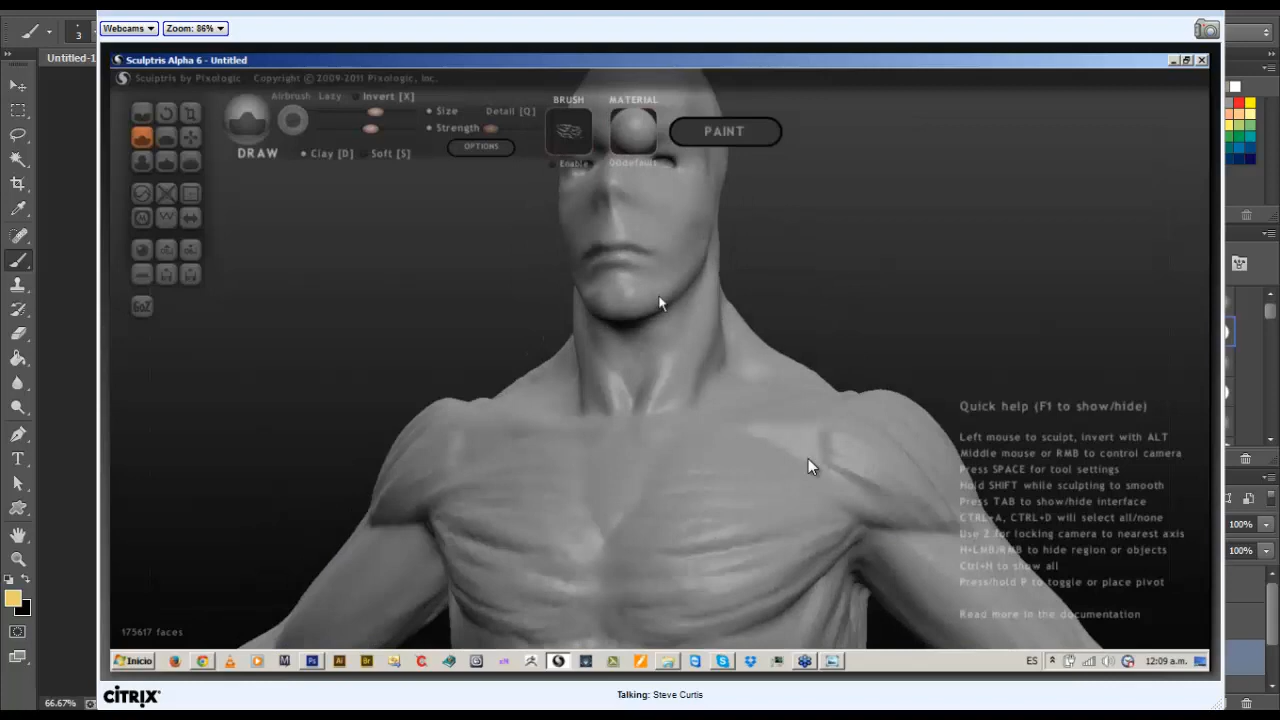 Webcams
Zoom: 86%
3
Untitled-1
Sculptris Alpha 6 - Untitled
Sculptris by Pixologic Copyright © 2009-2011 Pixologic, Inc.
Airbrush Lazy Invert [X]
Size Detail [Q]
Strength
DRAW
Clay [D] Soft [S]
OPTIONS
BRUSH
Enable
MATERIAL
00default
PAINT
GoZ
Quick help (F1 to show/hide)
Left mouse to sculpt, invert with ALT
Middle mouse or RMB to control camera
Press SPACE for tool settings
Hold SHIFT while sculpting to smooth
Press TAB to show/hide interface
CTRL+A, CTRL+D will select all/none
Use Z for locking camera to nearest axis
H+LMB/RMB to hide region or objects
Ctrl+H to show all
Press/hold P to toggle or place pivot
Read more in the documentation
175617 faces
100%
100%
Inicio
ES
12:09 a.m.
66.67%
CITRIX
Talking: Steve Curtis